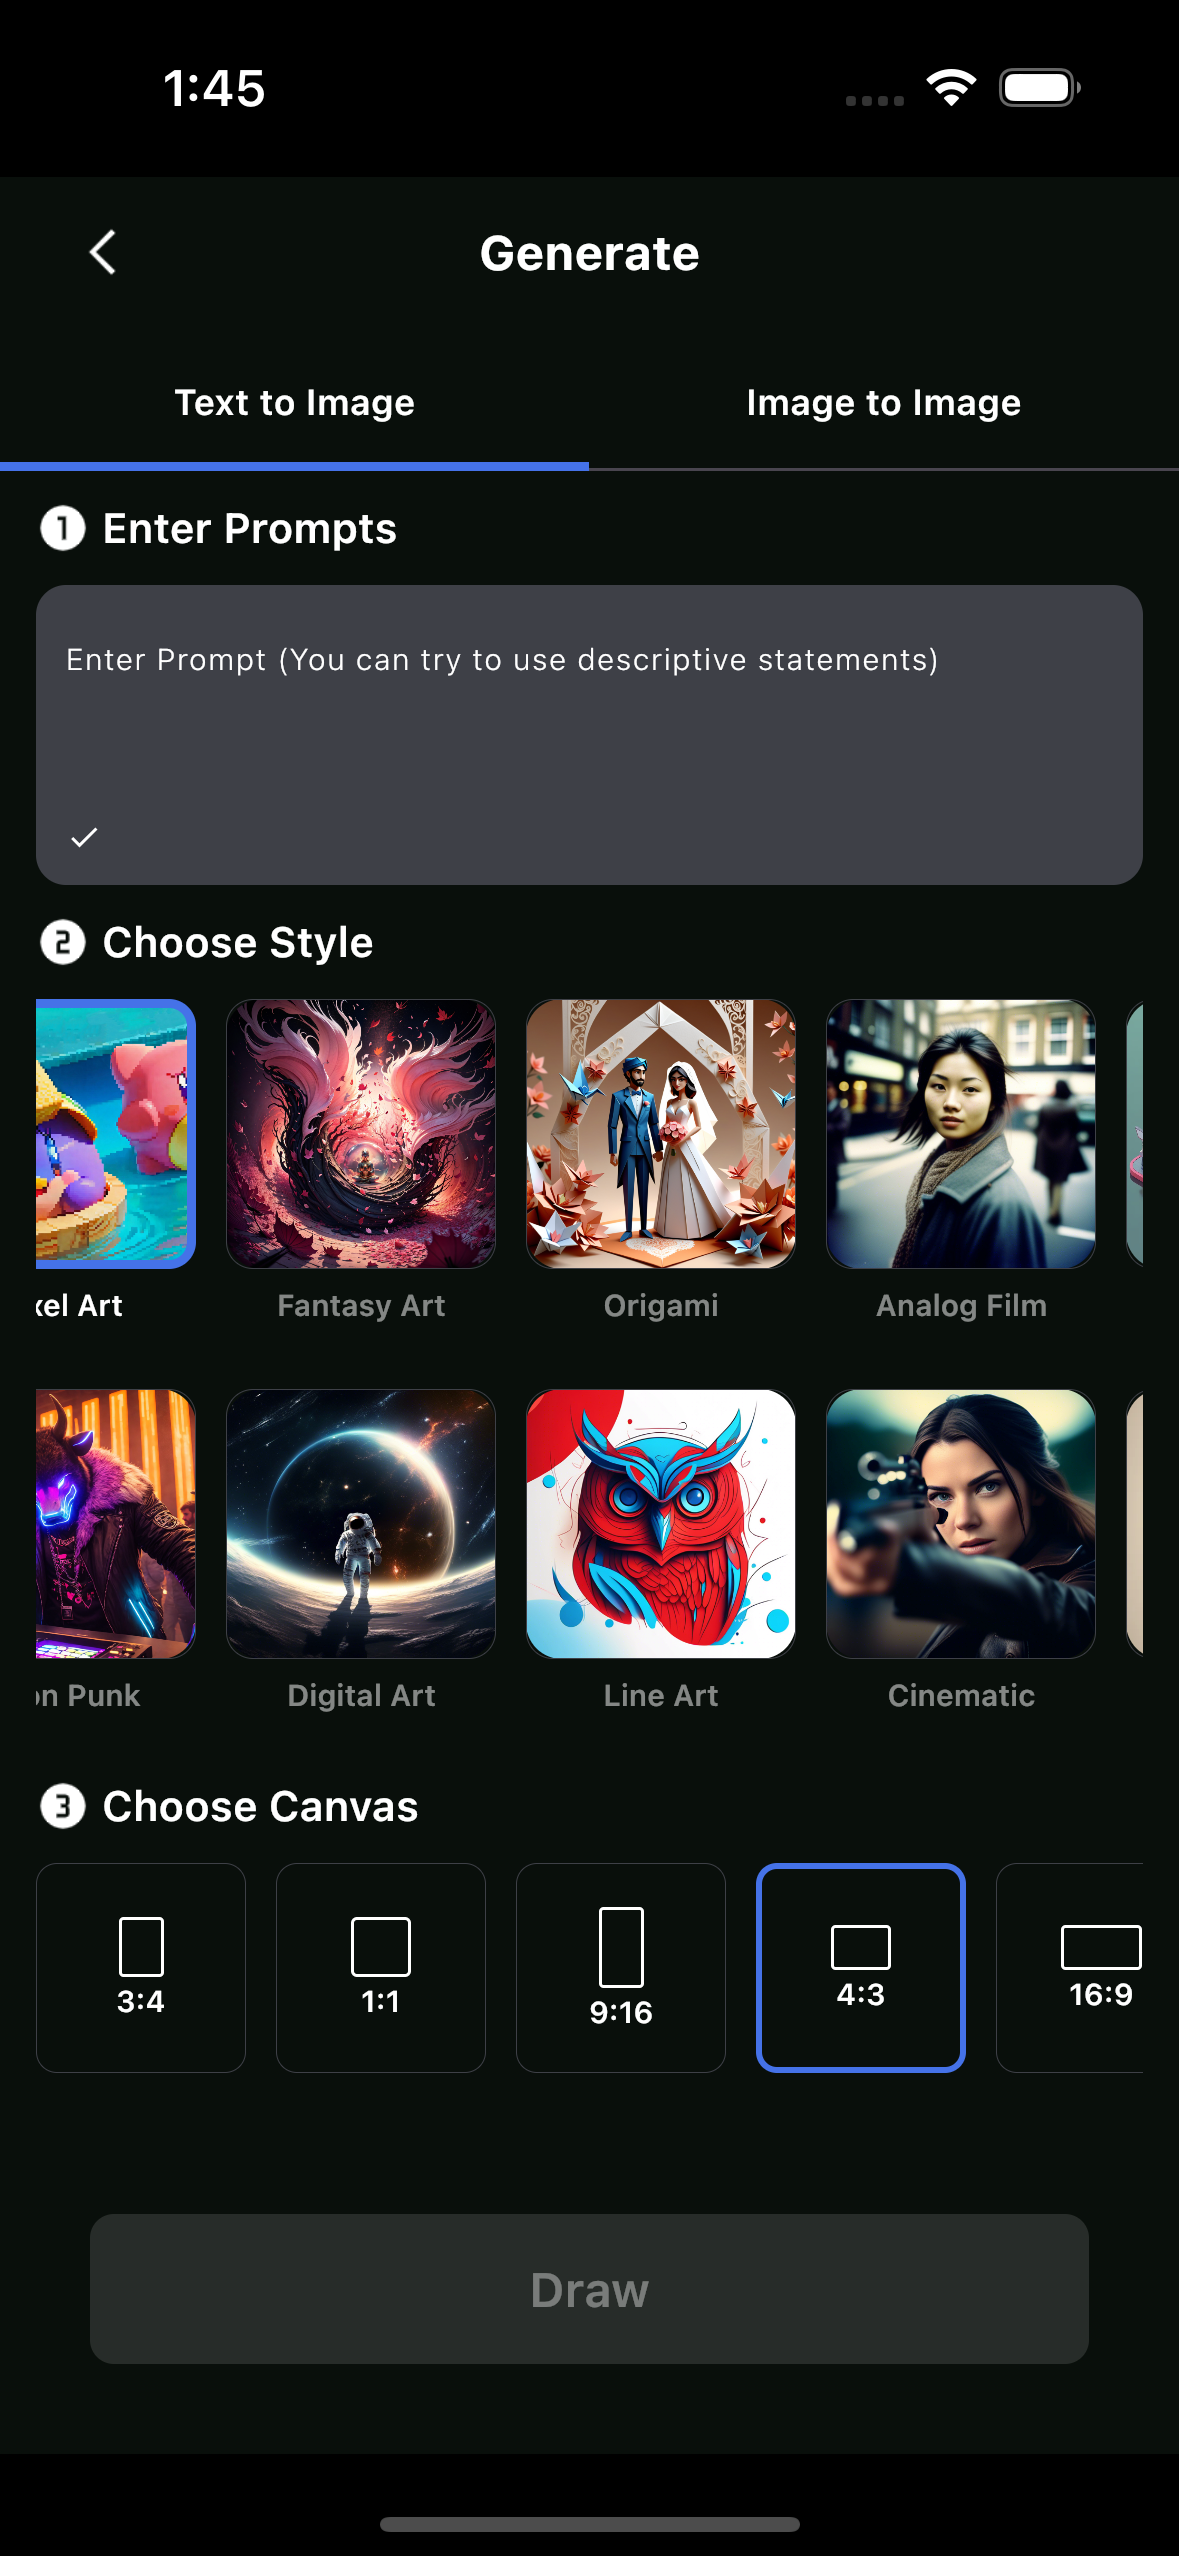 1:45
Generate
Text to Image
Image to Image
1 Enter Prompts
Enter Prompt (You can try to use descriptive statements)
2 Choose Style
xel Art
Fantasy Art
Origami
Analog Film
on Punk
Digital Art
Line Art
Cinematic
3 Choose Canvas
3:4
1:1
9:16
4:3
16:9
Draw